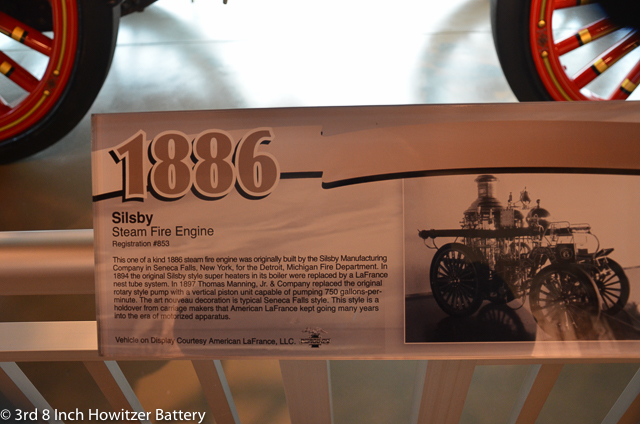 1886
Silsby
Steam Fire Engine
Registration #853
This one of a kind 1886 steam fire engine was originally built by the Silsby Manufacturing
Company in Seneca Falls, New York, for the Detroit, Michigan Fire Department. In
1894 the original Silsby style super heaters in its boiler were replaced by a LaFrance
nest tube system. In 1897 Thomas Manning, Jr. & Company replaced the original
rotary style pump with a vertical piston unit capable of pumping 750 gallons-per-
minute. The art nouveau decoration is typical Seneca Falls style. This style is a
holdover from carriage makers that American LaFrance kept going many years
into the era of motorized apparatus.
Vehicle on Display Courtesy American LaFrance, LLC.
© 3rd 8 Inch Howitzer Battery